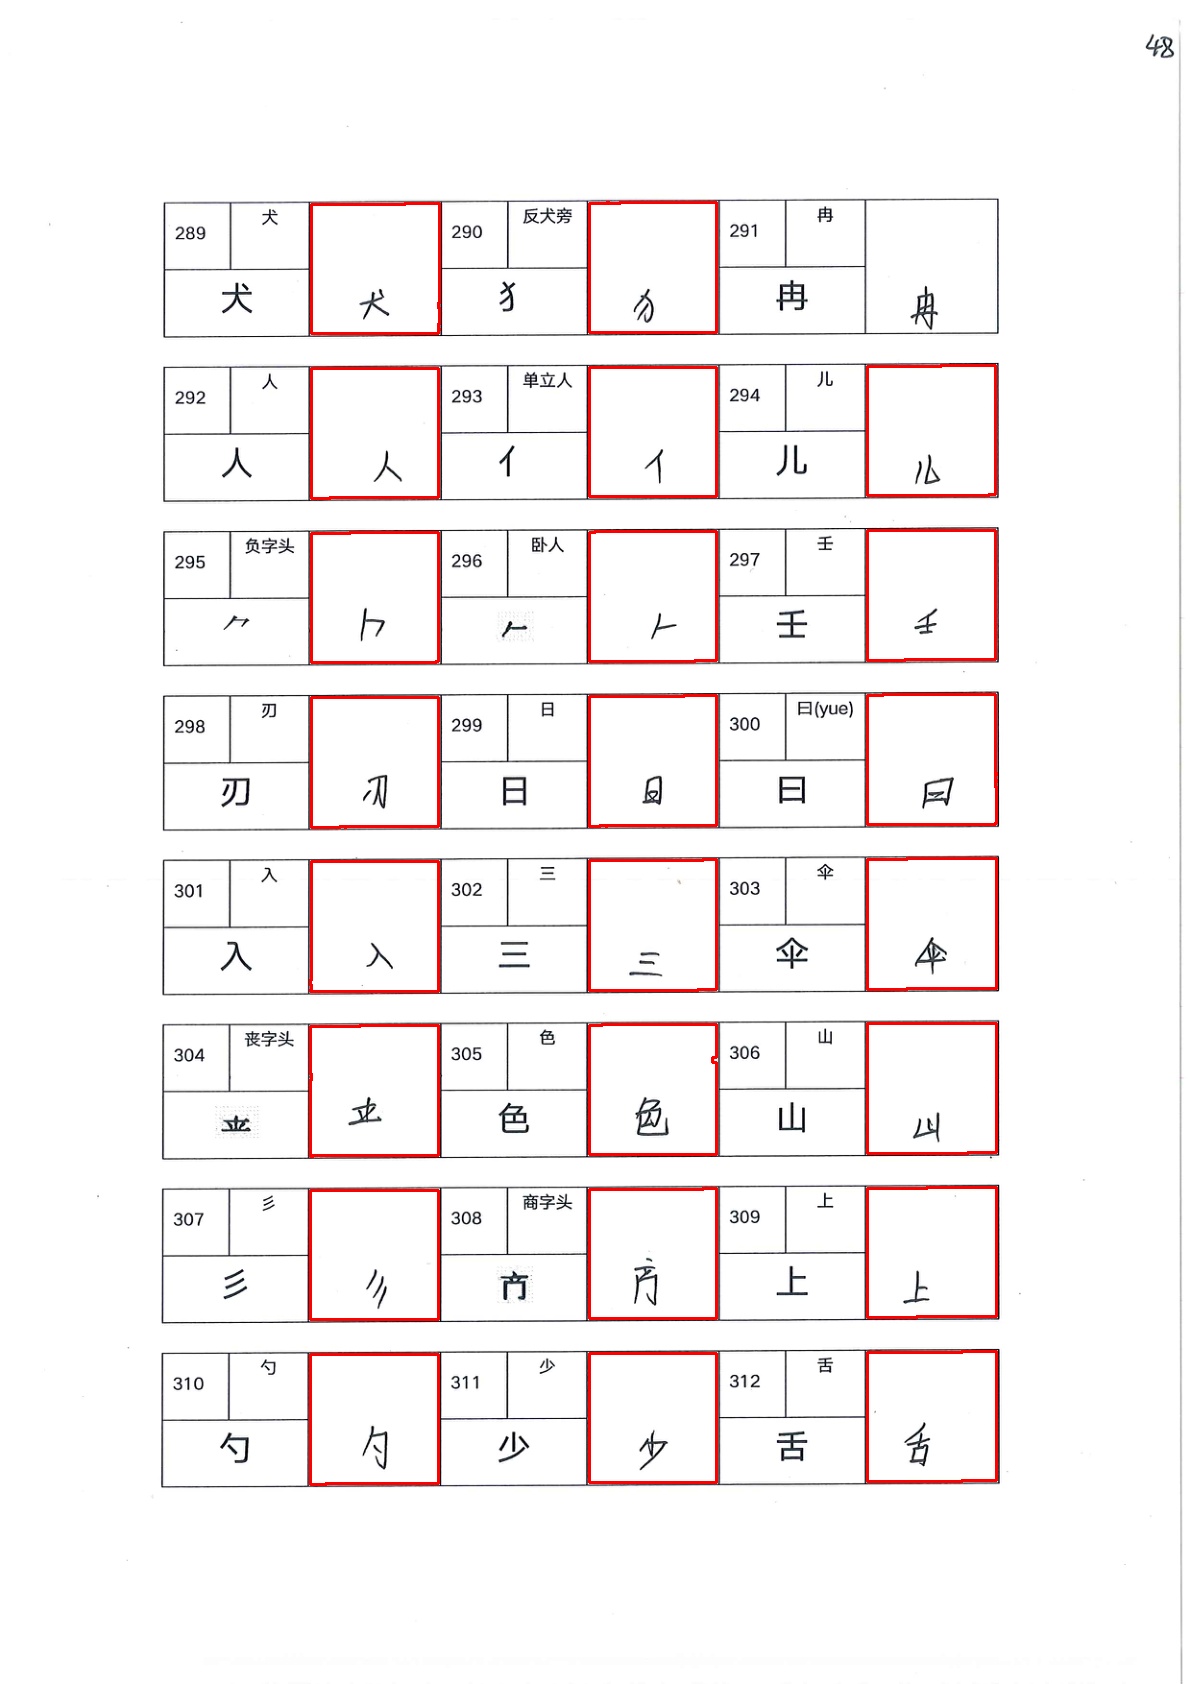 48
289 犬 290 反犬旁 291 冉
犬 犬 犭 犭 冉 冉
292 人 293 单立人 294 儿
人 人 亻 亻 儿 儿
295 负字头 296 卧人 297 壬
⺈ ⺈ 𠂉 𠂉 壬 壬
298 刃 299 日 300 曰(yue)
刃 刃 日 日 曰 曰
301 入 302 三 303 伞
入 入 三 三 伞 伞
304 丧字头 305 色 306 山
色 色 山 山
307 彡 308 商字头 309 上
彡 彡 上 上
310 勺 311 少 312 舌
勺 勺 少 少 舌 舌